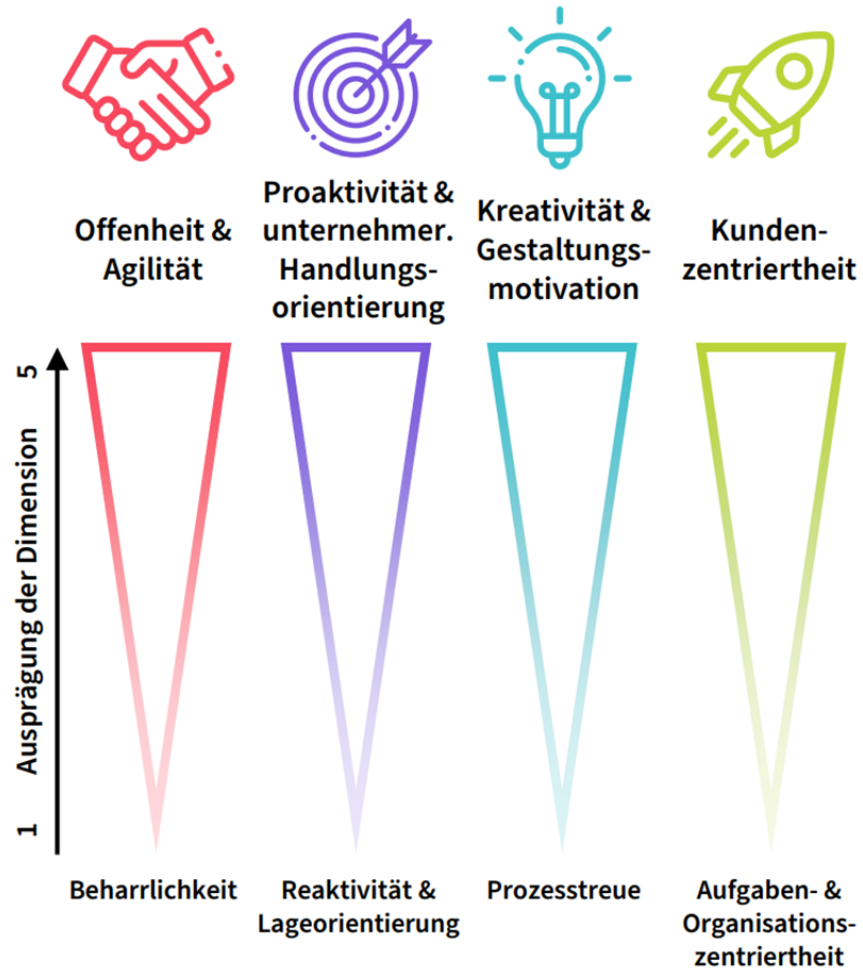 Offenheit &
Agilität
Proaktivität &
unternehmer.
Handlungs-
orientierung
Kreativität &
Gestaltungs-
motivation
Kunden-
zentriertheit
1 Ausprägung der Dimension 5
Beharrlichkeit
Reaktivität &
Lageorientierung
Prozesstreue
Aufgaben- &
Organisations-
zentriertheit